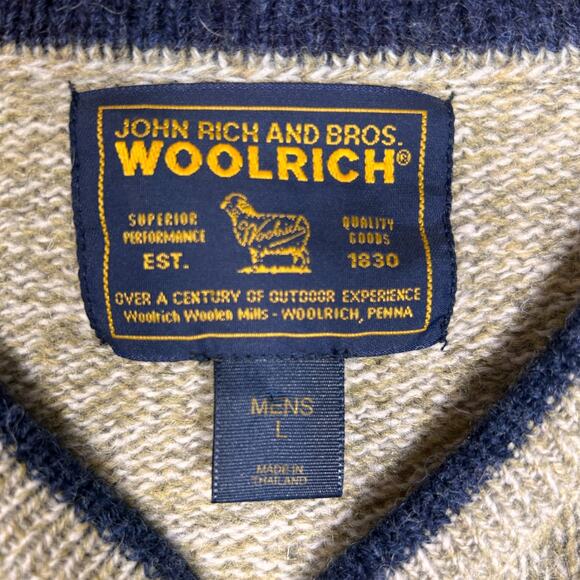 JOHN RICH AND BROS.
WOOLRICH®
SUPERIOR
PERFORMANCE
EST.
Woolrich
QUALITY
GOODS
1830
OVER A CENTURY OF OUTDOOR EXPERIENCE
Woolrich Woolen Mills - WOOLRICH, PENNA
MENS
L
MADE IN
THAILAND